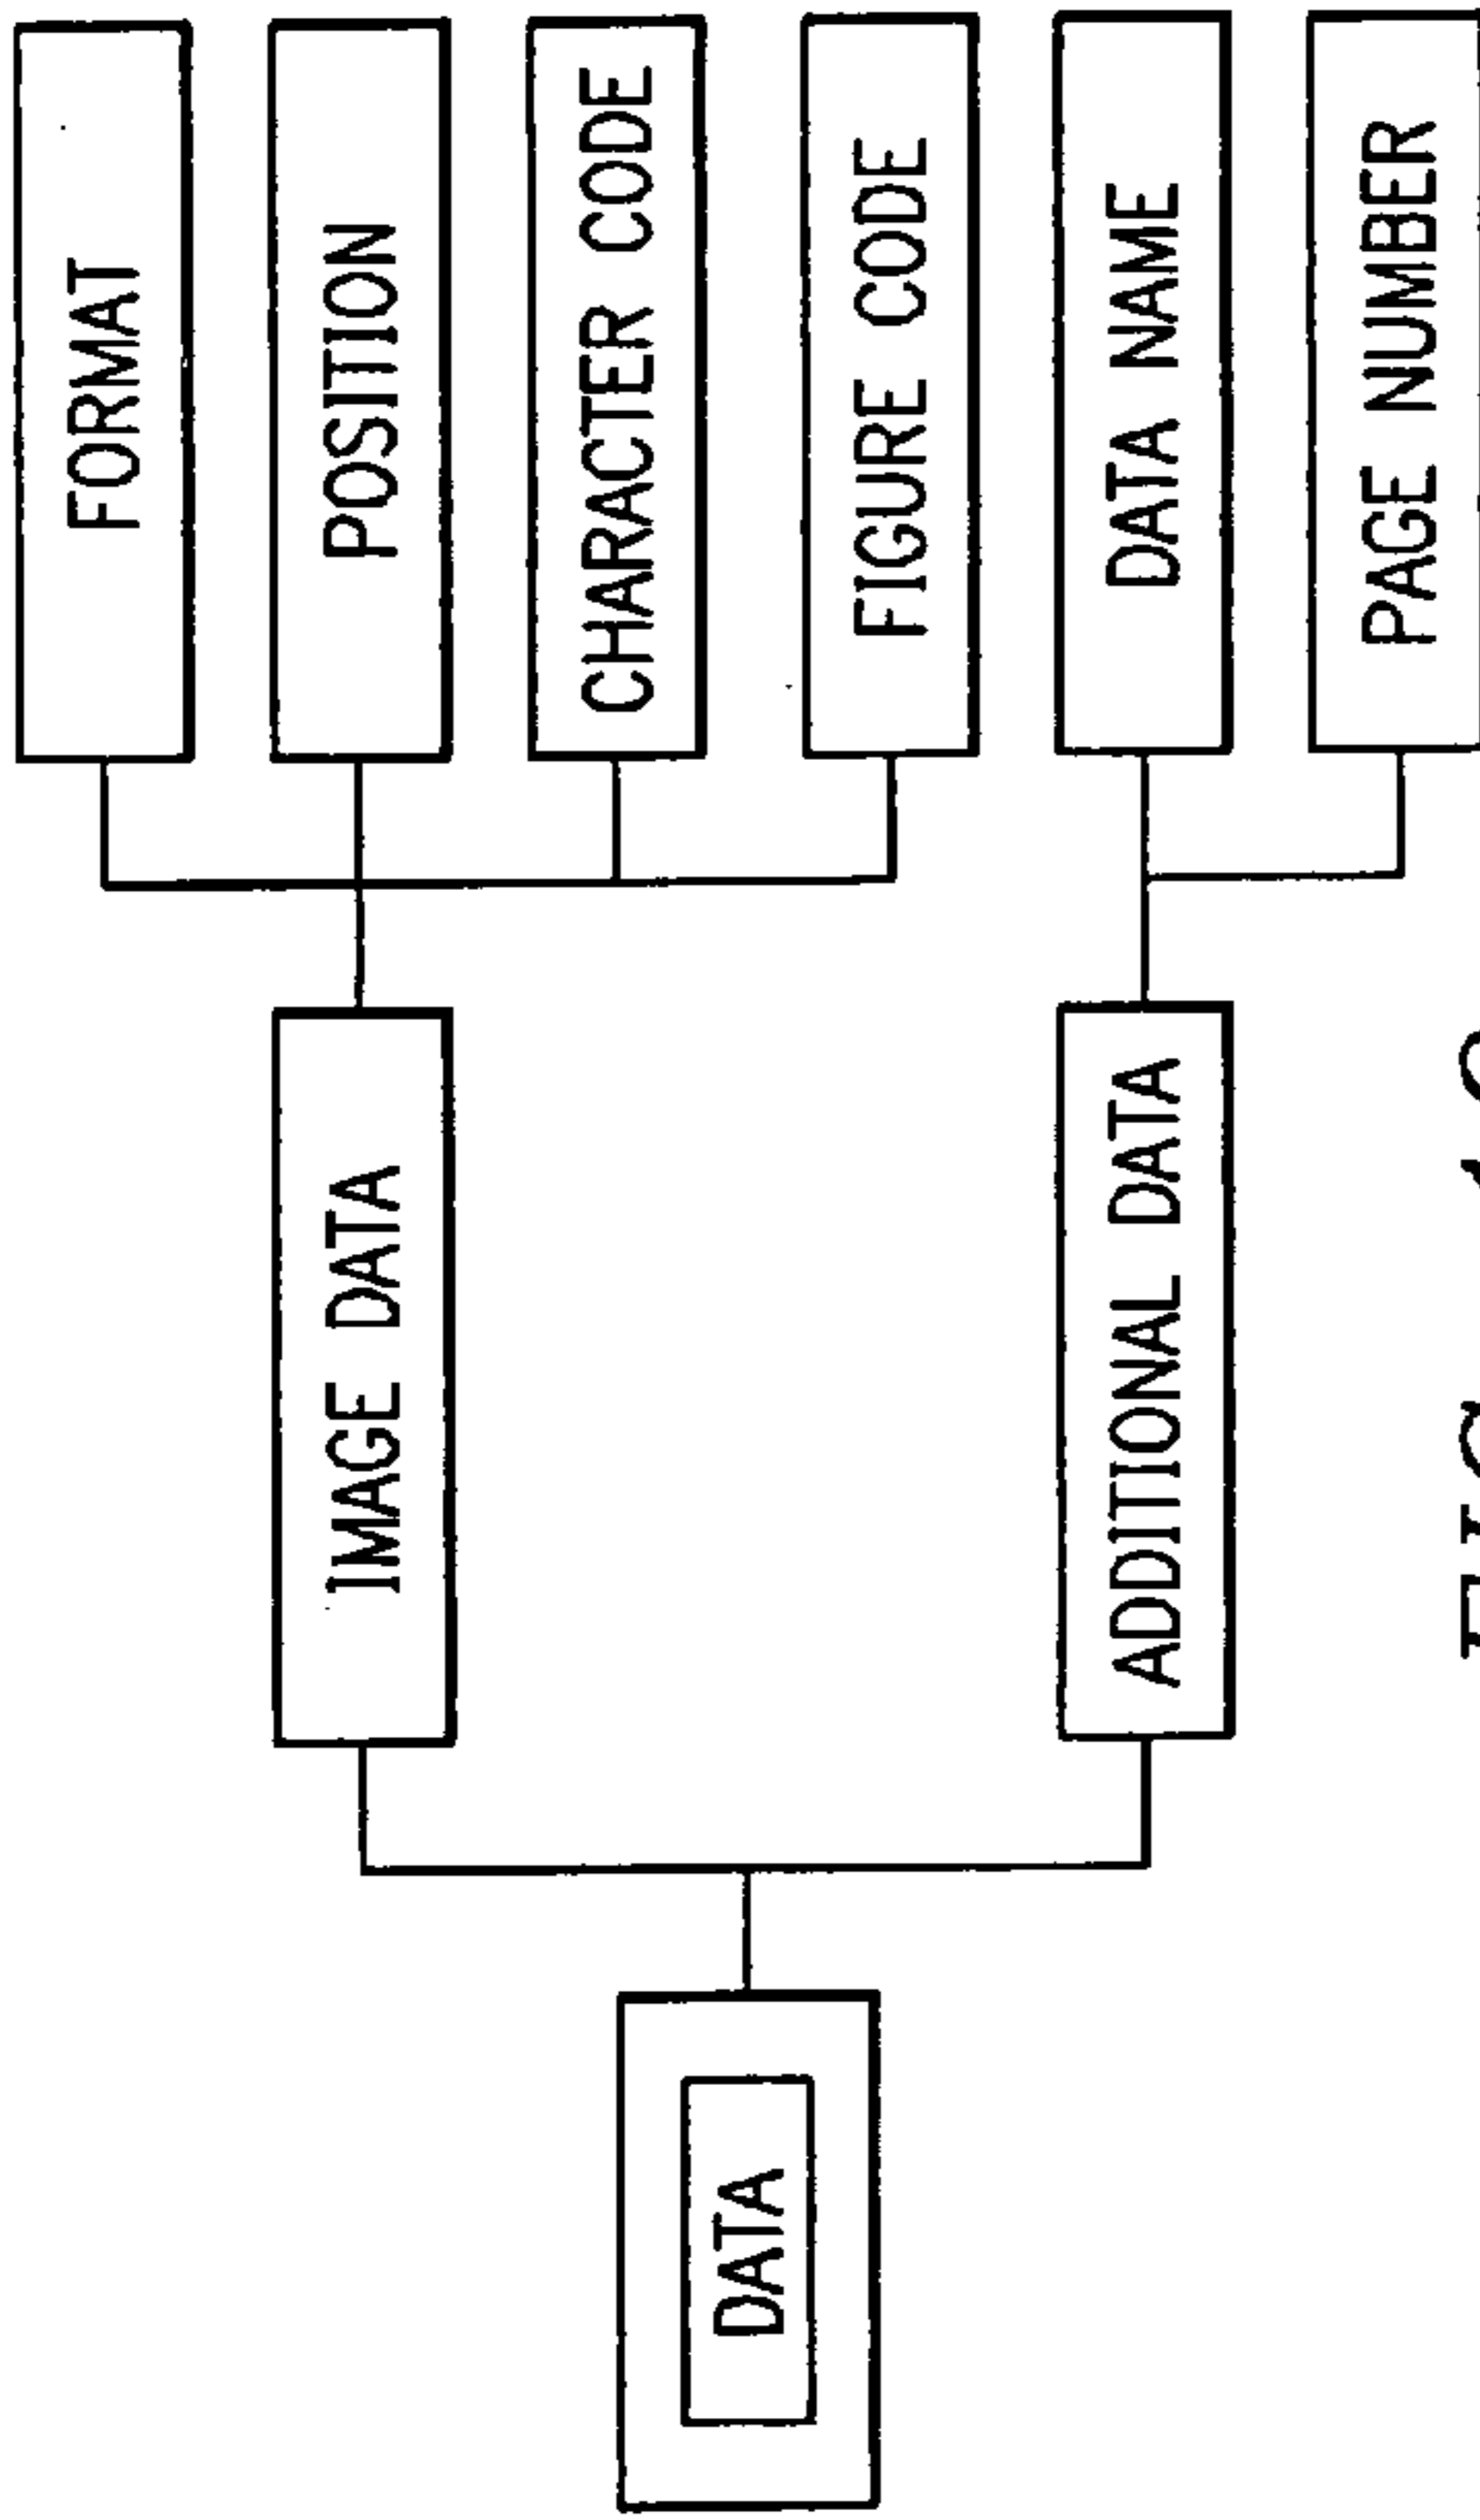 DATA
IMAGE DATA
ADDITIONAL DATA
FORMAT
POSITION
CHARACTER CODE
FIGURE CODE
DATA NAME
PAGE NUMBER